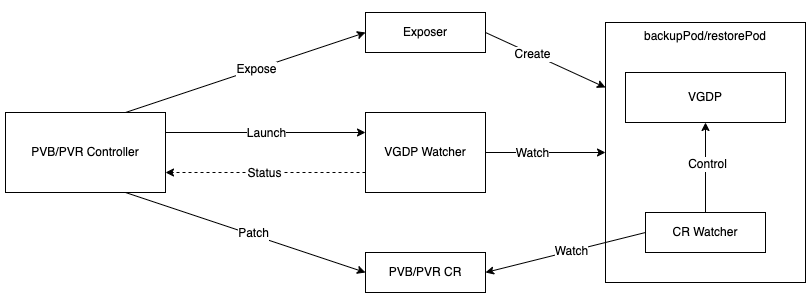 Exposer
backupPod/restorePod
Expose
Create
VGDP
PVB/PVR Controller
Launch
VGDP Watcher
Watch
Status
Control
Patch
CR Watcher
Watch
PVB/PVR CR